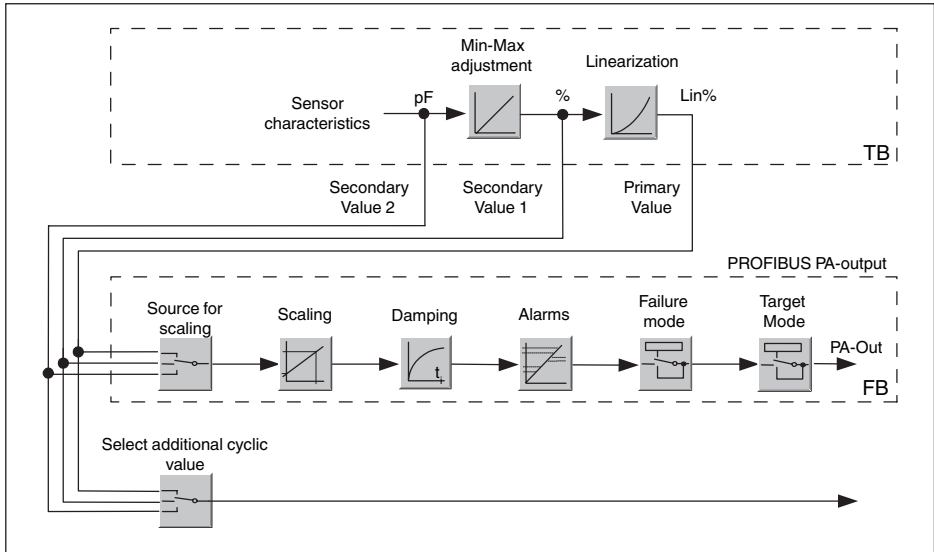 Min-Max
adjustment
Linearization
Sensor
characteristics
pF
%
Lin%
TB
Secondary
Value 2
Secondary
Value 1
Primary
Value
PROFIBUS PA-output
Source for
scaling
Scaling
Damping
Alarms
Failure
mode
Target
Mode
t
PA-Out
FB
Select additional cyclic
value